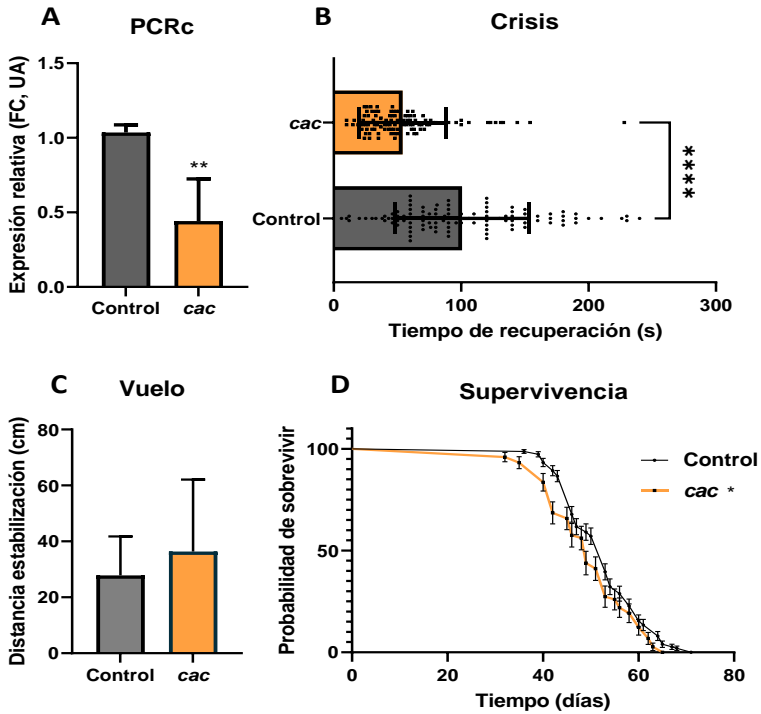 A
PCRc
Expresión relativa (FC, UA)
1.5
1.0
0.5
0.0
**
Control
cac
B
Crisis
cac
Control
****
0
100
200
300
Tiempo de recuperación (s)
C
Vuelo
Distancia estabilización (cm)
80
60
40
20
0
Control
cac
D
Supervivencia
Probabilidad de sobrevivir
100
50
0
Control
cac *
0
20
40
60
80
Tiempo (días)